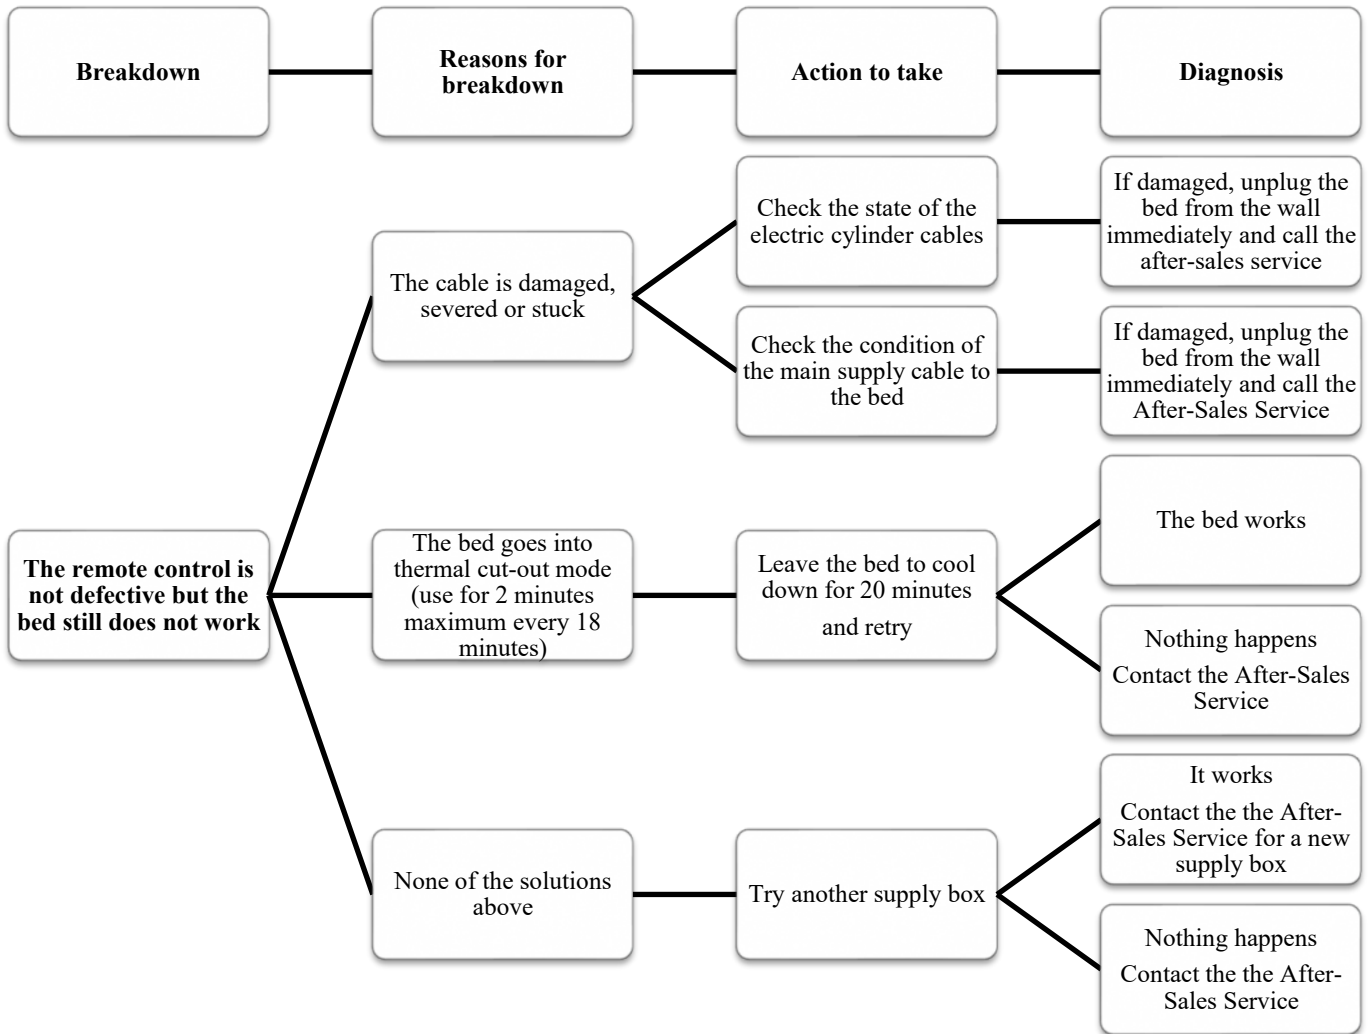 Breakdown
Reasons for
breakdown
Action to take
Diagnosis
The remote control is
not defective but the
bed still does not work
The cable is damaged,
severed or stuck
Check the state of the
electric cylinder cables
If damaged, unplug the
bed from the wall
immediately and call the
after-sales service
Check the condition of
the main supply cable to
the bed
If damaged, unplug the
bed from the wall
immediately and call the
After-Sales Service
The bed goes into
thermal cut-out mode
(use for 2 minutes
maximum every 18
minutes)
Leave the bed to cool
down for 20 minutes
and retry
The bed works
Nothing happens
Contact the After-Sales
Service
None of the solutions
above
Try another supply box
It works
Contact the the After-
Sales Service for a new
supply box
Nothing happens
Contact the the After-
Sales Service